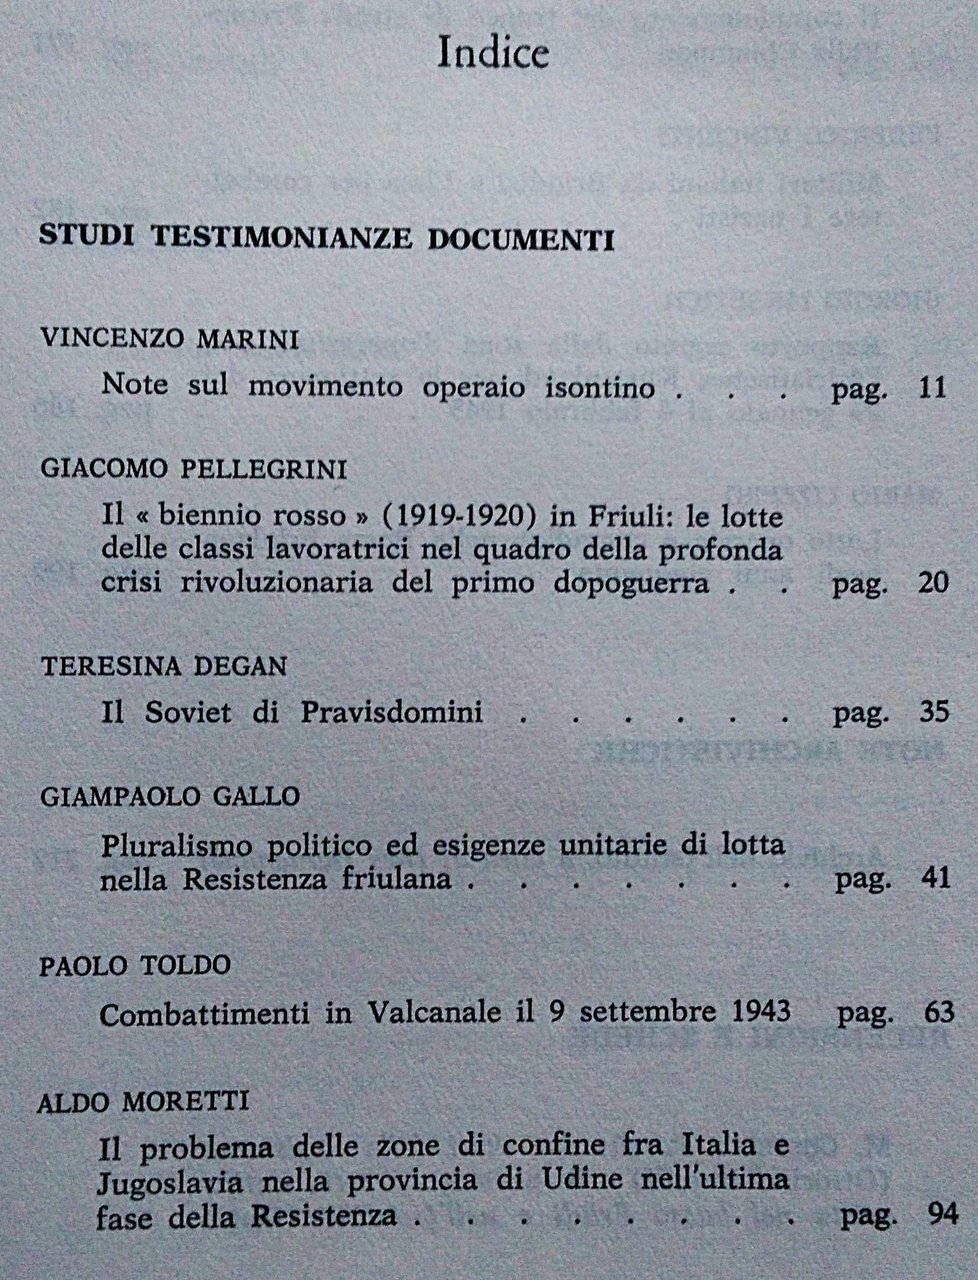 Indice
STUDI TESTIMONIANZE DOCUMENTI
VINCENZO MARINI
Note sul movimento operaio isontino . . . pag. 11
GIACOMO PELLEGRINI
Il « biennio rosso » (1919-1920) in Friuli: le lotte
delle classi lavoratrici nel quadro della profonda
crisi rivoluzionaria del primo dopoguerra . . pag. 20
TERESINA DEGAN
Il Soviet di Pravisdomini . . . . . . pag. 35
GIAMPAOLO GALLO
Pluralismo politico ed esigenze unitarie di lotta
nella Resistenza friulana . . . . . . . pag. 41
PAOLO TOLDO
Combattimenti in Valcanale il 9 settembre 1943 pag. 63
ALDO MORETTI
Il problema delle zone di confine fra Italia e
Jugoslavia nella provincia di Udine nell'ultima
fase della Resistenza . . . . . . . . pag. 94